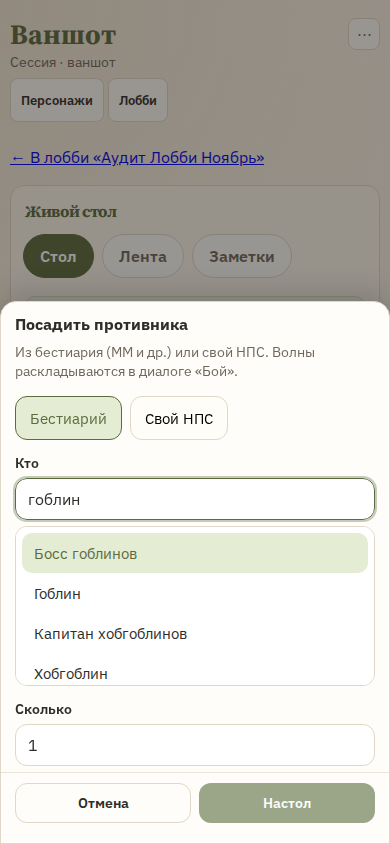 Ваншот
...
Сессия · ваншот
Персонажи
Лобби
← В лобби «Аудит Лобби Ноябрь»
Живой стол
Стол
Лента
Заметки
Посадить противника
Из бестиария (ММ и др.) или свой НПС. Волны
раскладываются в диалоге «Бой».
Бестиарий
Свой НПС
Кто
гоблин
Босс гоблинов
Гоблин
Капитан хобгоблинов
Хобгоблин
Сколько
1
Отмена
Настол